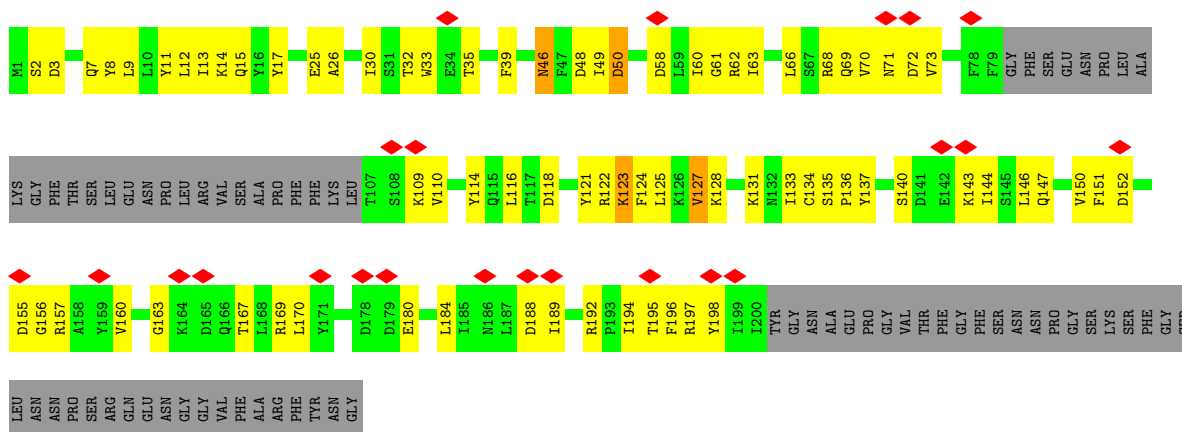 M1 S2 D3 Q7 Y8 L9 L10 Y11 L12 I13 K14 Q15 Y16 Y17 E25 A26 I30 S31 T32 W33 E34 T35 F39 N46 F47 D48 I49 D50 D58 L59 I60 G61 R62 I63 L66 S67 R68 Q69 V70 N71 D72 V73 F78 F79 GLY PHE SER GLU ASN PRO LEU ALA
LYS GLY PHE THR SER LEU GLU ASN PRO LEU ARG VAL SER ALA PRO PHE PHE LYS LEU T107 S108 K109 V110 Y114 Q115 L116 T117 D118 Y121 R122 K123 F124 L125 K126 V127 K128 K131 N132 I133 C134 S135 P136 Y137 S140 D141 E142 K143 I144 S145 L146 Q147 V150 F151 D152
D155 G156 R157 A158 Y159 V160 G163 K164 D165 Q166 T167 L168 R169 L170 Y171 D178 D179 E180 L184 I185 N186 L187 D188 I189 R192 P193 I194 T195 F196 R197 Y198 I199 I200 TYR GLY ASN ALA GLU PRO GLY VAL THR PHE GLY PHE SER ASN ASN PRO GLY SER LYS SER PHE GLY
LEU ASN ASN PRO SER ARG GLN GLU ASN GLY GLY VAL PHE ALA ARG PHE TYR ASN GLY